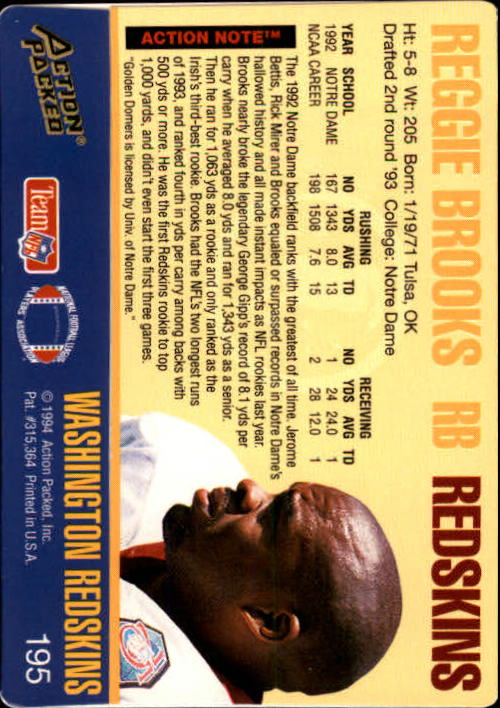 REGGIE BROOKS RB REDSKINS
Ht: 5-8 Wt: 205 Born: 1/19/71 Tulsa, OK
Drafted 2nd round '93 College: Notre Dame
RUSHING RECEIVING
YEAR SCHOOL NO YDS AVG TD NO YDS AVG TD
1992 NOTRE DAME 167 1343 8.0 13 1 24 24.0 1
NCAA CAREER 198 1508 7.6 15 2 28 12.0 1
ACTION NOTE™
The 1992 Notre Dame backfield ranks with the greatest of all time. Jerome
Bettis, Rick Mirer and Brooks equaled or surpassed records in Notre Dame's
hallowed history and all made instant impacts as NFL rookies last year.
Brooks nearly broke the legendary George Gipp's record of 8.1 yds per
carry when he averaged 8.0 yds and ran for 1,343 yds as a senior.
Then he ran for 1,063 yds as a rookie and only ranked as the
Irish's third-best rookie. Brooks had the NFL's two longest runs
of 1993, and ranked fourth in yds per carry among backs with
500 yds or more. He was the first Redskins rookie to top
1,000 yards, and didn't even start the first three games.
"Golden Domers is licensed by Univ. of Notre Dame."
ACTION
PACKED®
Team NFL
NATIONAL FOOTBALL LEAGUE
PLAYERS ASSOCIATION
WASHINGTON REDSKINS
© 1994 Action Packed, Inc.
Pat. #315,364 Printed in U.S.A.
195